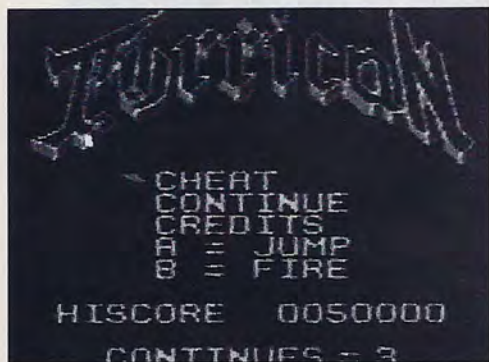 Turrican
CHEAT
CONTINUE
CREDITS
A = JUMP
B = FIRE
HISCORE 0050000
CONTINUES = 3